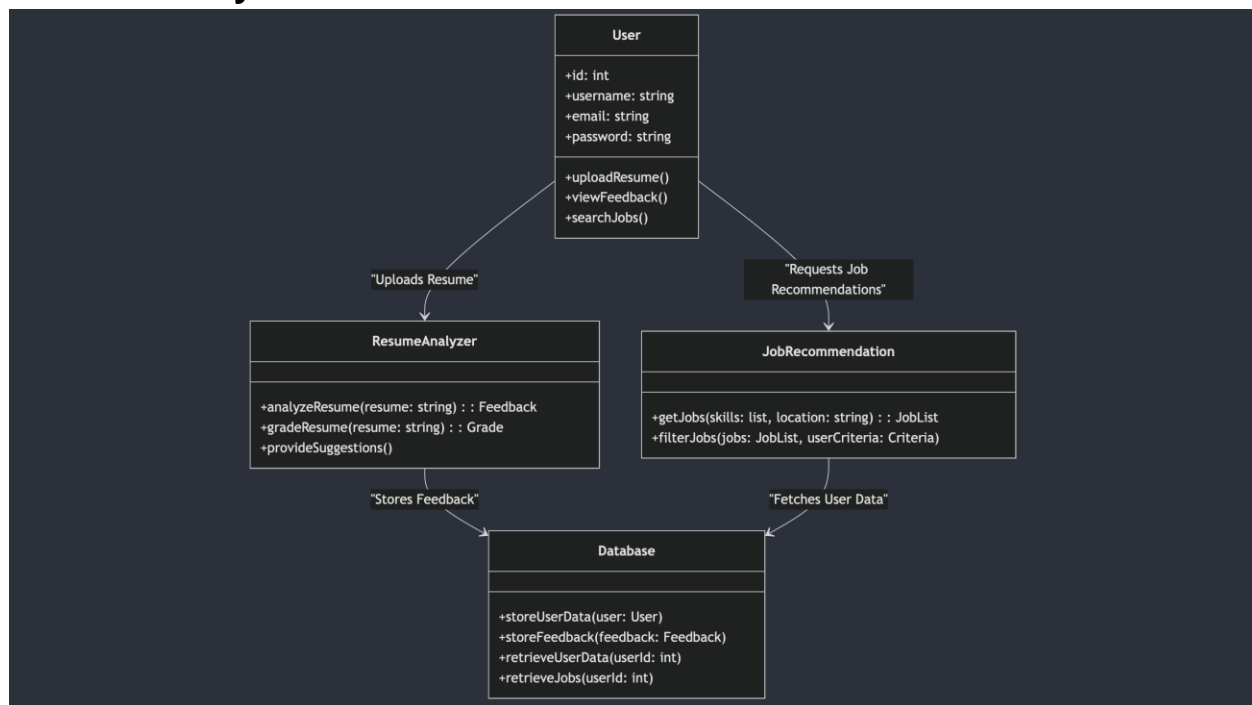 User
+id: int
+username: string
+email: string
+password: string
+uploadResume()
+viewFeedback()
+searchJobs()
"Uploads Resume"
"Requests Job
Recommendations"
ResumeAnalyzer
+analyzeResume(resume: string) : : Feedback
+gradeResume(resume: string) : : Grade
+provideSuggestions()
JobRecommendation
+getJobs(skills: list, location: string) : : JobList
+filterJobs(jobs: JobList, userCriteria: Criteria)
"Stores Feedback"
"Fetches User Data"
Database
+storeUserData(user: User)
+storeFeedback(feedback: Feedback)
+retrieveUserData(userId: int)
+retrieveJobs(userId: int)